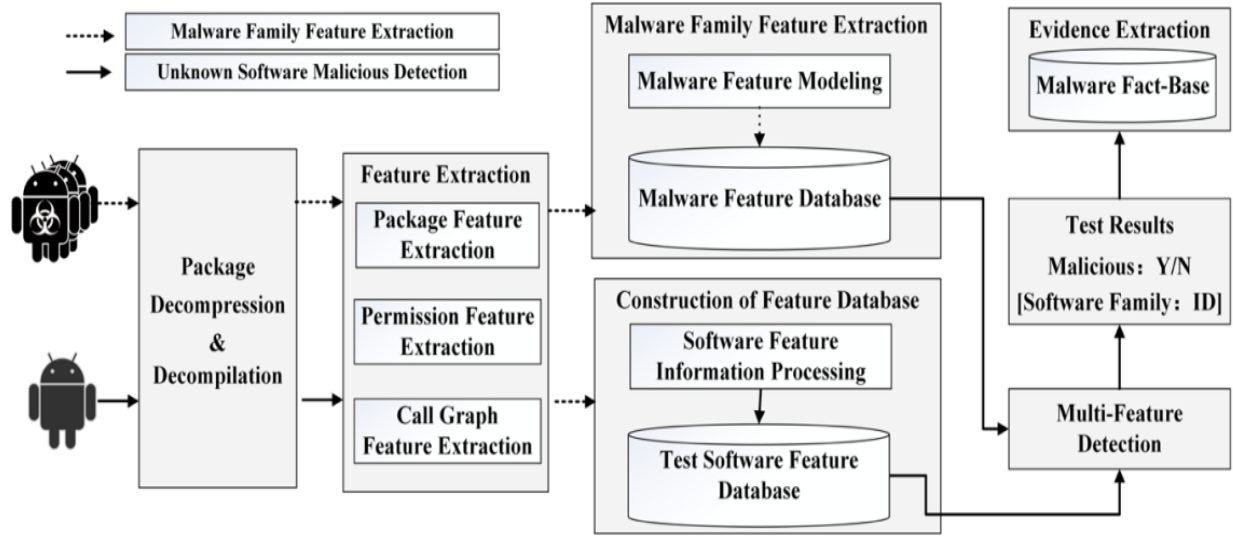 Malware Family Feature Extraction
Unknown Software Malicious Detection
Package
Decompression
&
Decompilation
Feature Extraction
Package Feature
Extraction
Permission Feature
Extraction
Call Graph
Feature Extraction
Malware Family Feature Extraction
Malware Feature Modeling
Malware Feature Database
Construction of Feature Database
Software Feature
Information Processing
Test Software Feature
Database
Evidence Extraction
Malware Fact-Base
Test Results
Malicious: Y/N
[Software Family: ID]
Multi-Feature
Detection